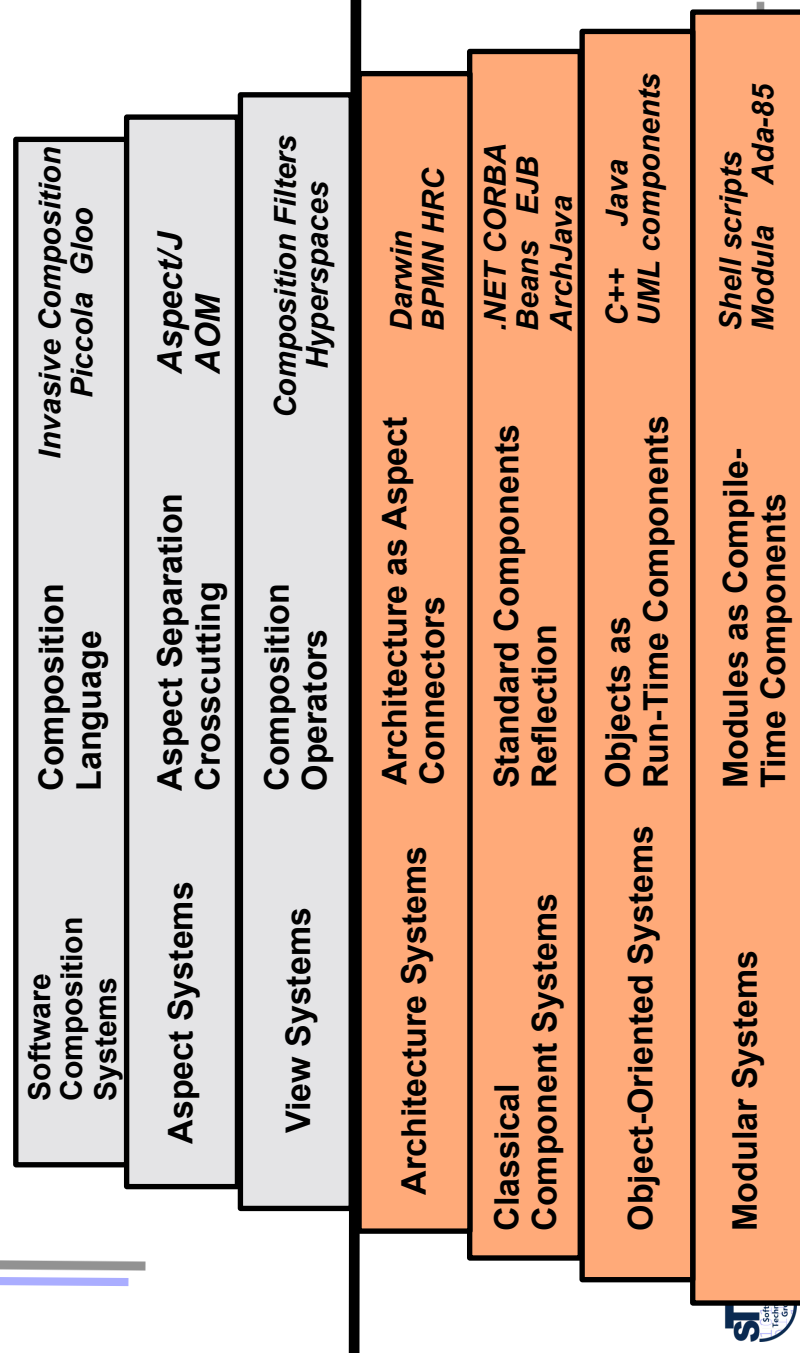 Software
Composition
Systems
Composition
Language
Invasive Composition
Piccola Gloo
Aspect Systems
Aspect Separation
Crosscutting
Aspect/J
AOM
View Systems
Composition
Operators
Composition Filters
Hyperspaces
Architecture Systems
Architecture as Aspect
Connectors
Darwin
BPMN HRC
Classical
Component Systems
Standard Components
Reflection
.NET CORBA
Beans EJB
ArchJava
Object-Oriented Systems
Objects as
Run-Time Components
C++ Java
UML components
Modular Systems
Modules as Compile-
Time Components
Shell scripts
Modula Ada-85
ST